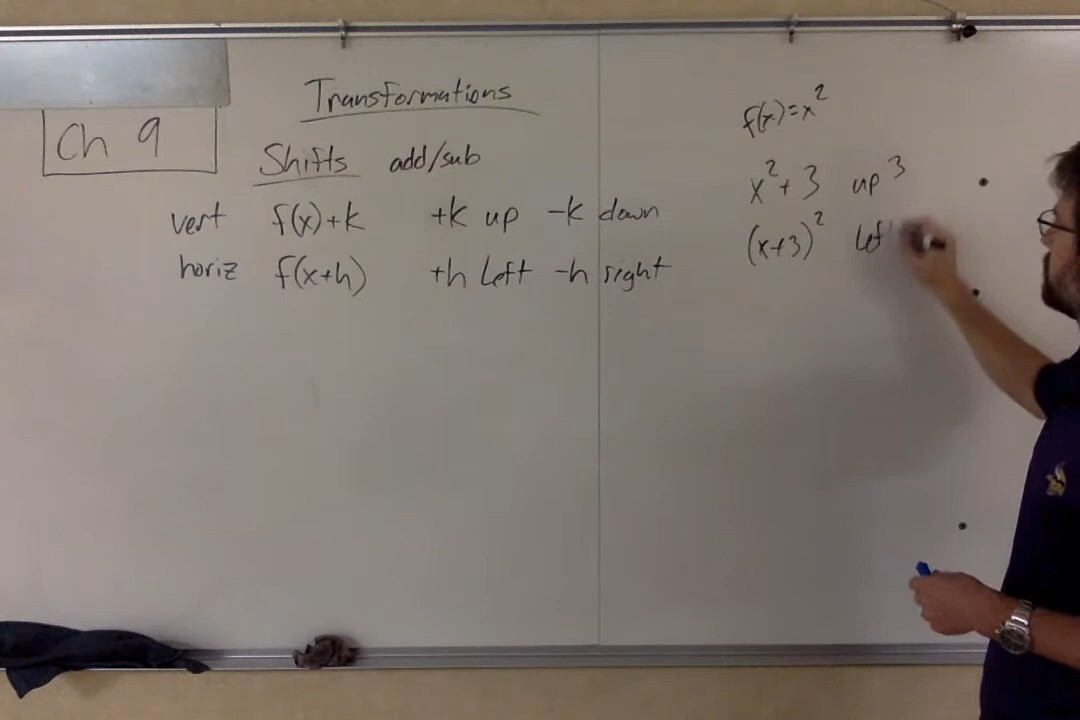 Ch 9
Transformations
Shifts add/sub
vert f(x)+k +k up -k down
horiz f(x+h) +h left -h right
f(x)=x²
x²+3 up 3
(x+3)² lef